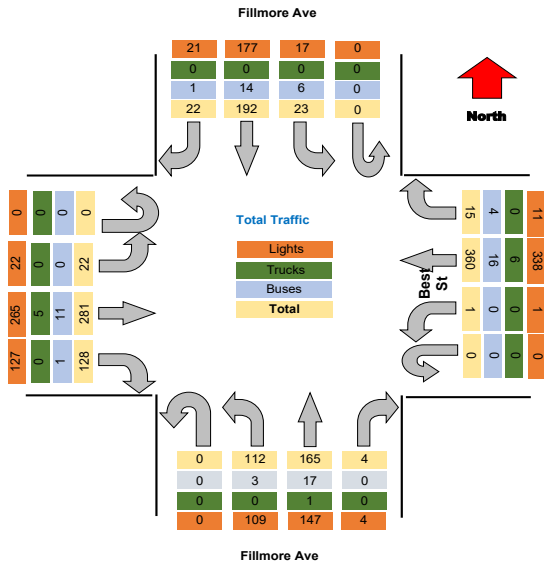 Fillmore Ave
21 177 17 0
0 0 0 0
1 14 6 0
22 192 23 0
North
0 0 0 0
22 0 0 22
265 5 11 281
127 0 1 128
Total Traffic
Lights
Trucks
Buses
Total
Best
St
15 4 0 11
360 16 6 338
1 0 0 1
0 0 0 0
0 112 165 4
0 3 17 0
0 0 1 0
0 109 147 4
Fillmore Ave